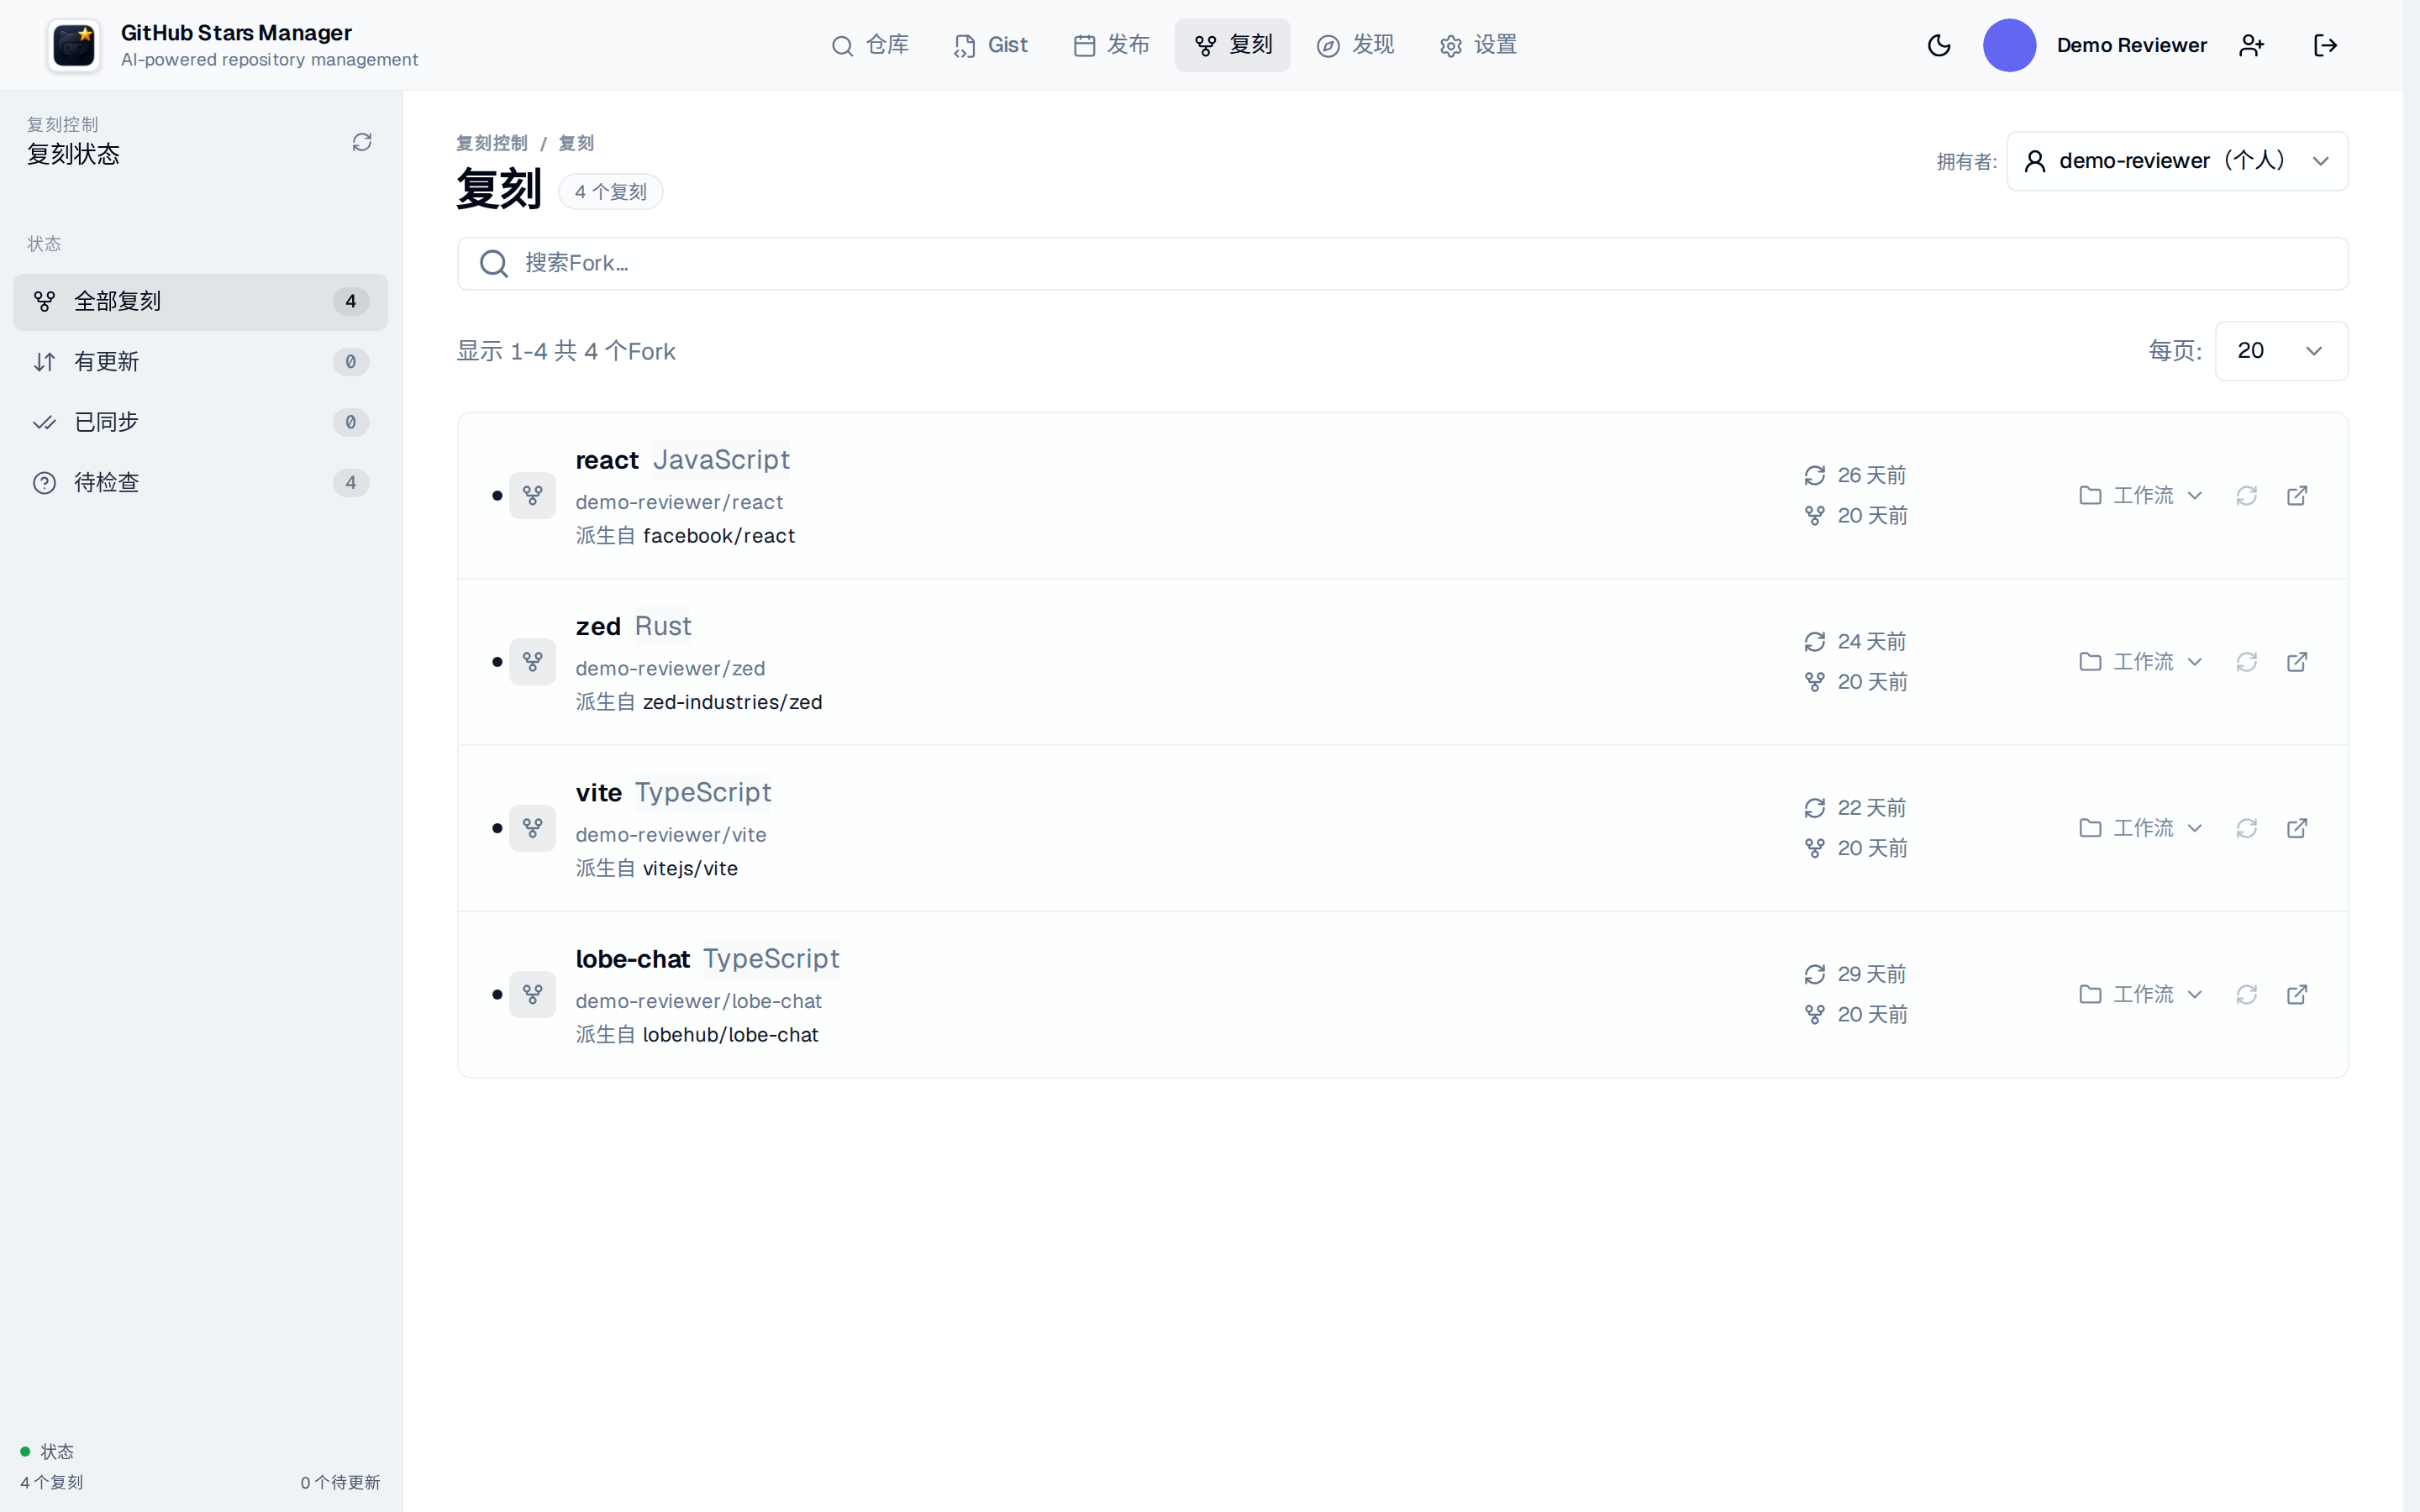 GitHub Stars Manager
AI-powered repository management
仓库
Gist
发布
复刻
发现
设置
Demo Reviewer
复刻控制
复刻状态
状态
全部复刻 4
有更新 0
已同步 0
待检查 4
状态
4 个复刻
0 个待更新
复刻控制 / 复刻
复刻 4 个复刻
拥有者: demo-reviewer（个人）
搜索Fork...
显示 1-4 共 4 个Fork
每页: 20
react JavaScript
demo-reviewer/react
派生自 facebook/react
26 天前
20 天前
工作流
zed Rust
demo-reviewer/zed
派生自 zed-industries/zed
24 天前
20 天前
工作流
vite TypeScript
demo-reviewer/vite
派生自 vitejs/vite
22 天前
20 天前
工作流
lobe-chat TypeScript
demo-reviewer/lobe-chat
派生自 lobehub/lobe-chat
29 天前
20 天前
工作流